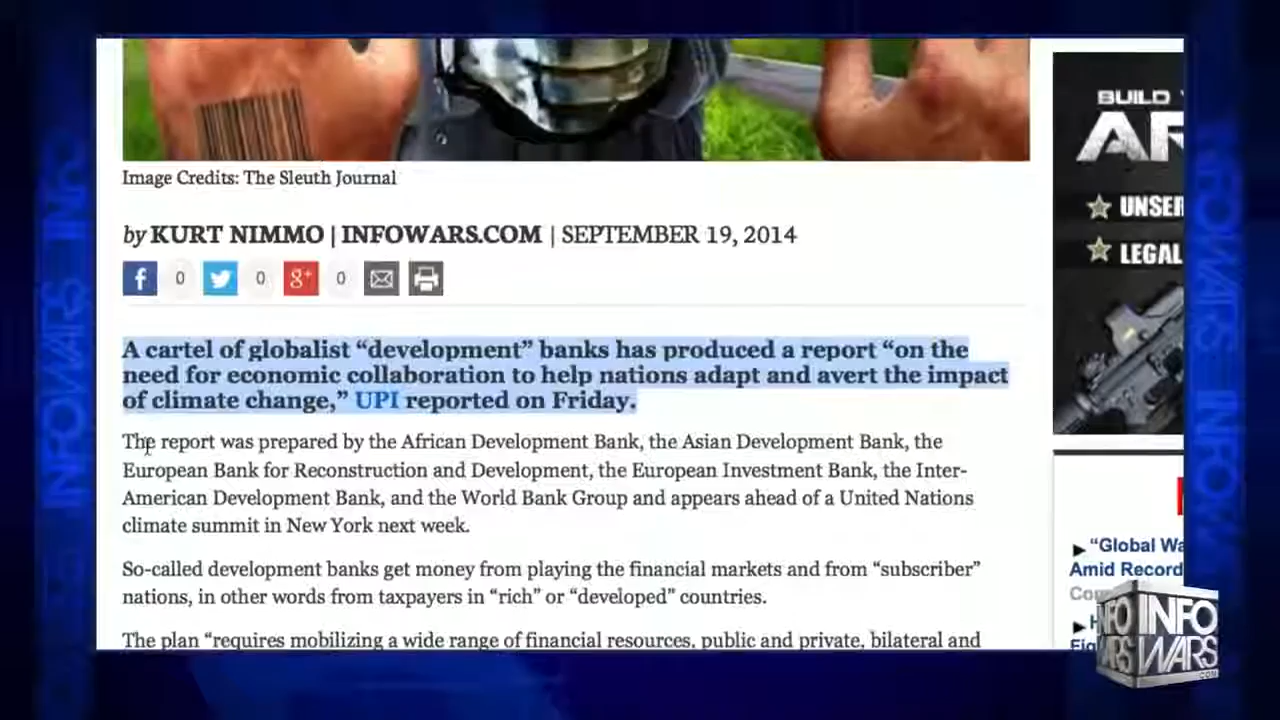 Image Credits: The Sleuth Journal
by KURT NIMMO | INFOWARS.COM | SEPTEMBER 19, 2014
0 0 8+ 0
A cartel of globalist “development” banks has produced a report “on the
need for economic collaboration to help nations adapt and avert the impact
of climate change,” UPI reported on Friday.
The report was prepared by the African Development Bank, the Asian Development Bank, the
European Bank for Reconstruction and Development, the European Investment Bank, the Inter-
American Development Bank, and the World Bank Group and appears ahead of a United Nations
climate summit in New York next week.
So-called development banks get money from playing the financial markets and from “subscriber”
nations, in other words from taxpayers in “rich” or “developed” countries.
The plan “requires mobilizing a wide range of financial resources, public and private, bilateral and
BUILD
LEGAL
“Global
Amid Record
INFO
WARS
INFO
WARS
.COM
INFOWARS
INFOWARS